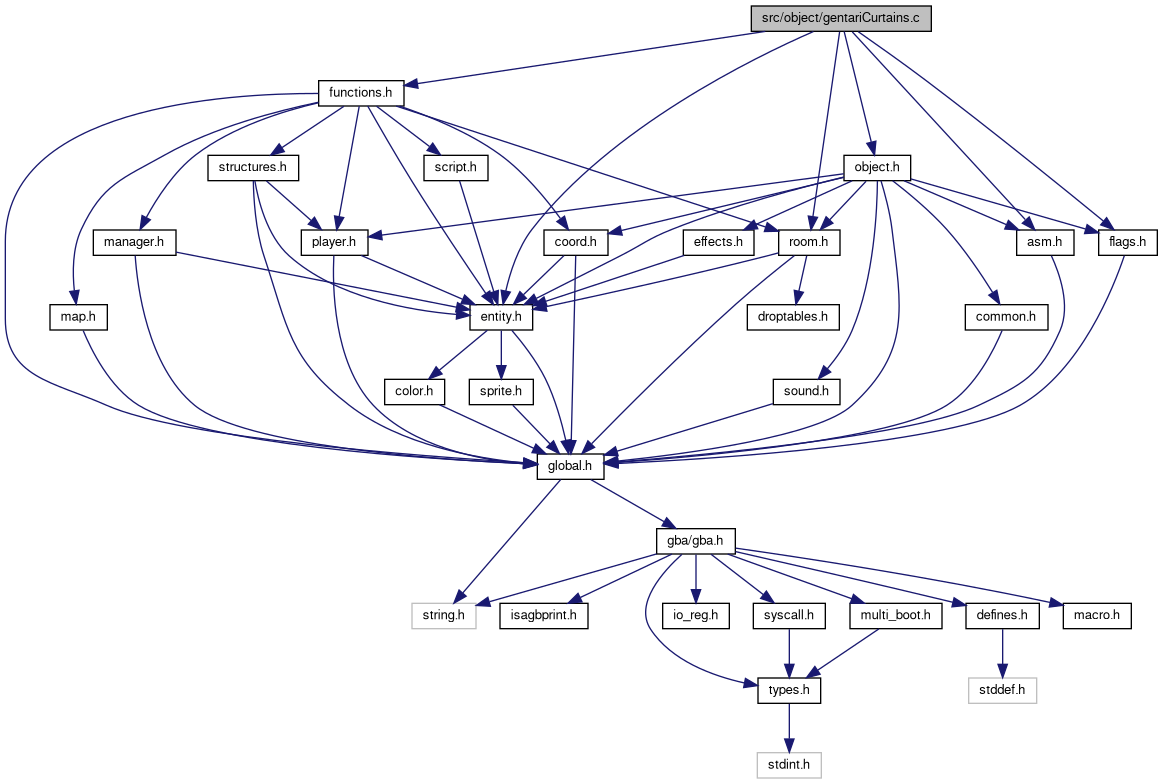 src/object/gentariCurtains.c
functions.h
structures.h
script.h
object.h
manager.h
player.h
coord.h
effects.h
room.h
asm.h
flags.h
map.h
entity.h
droptables.h
common.h
color.h
sprite.h
sound.h
global.h
gba/gba.h
string.h
isagbprint.h
io_reg.h
syscall.h
multi_boot.h
defines.h
macro.h
types.h
stddef.h
stdint.h